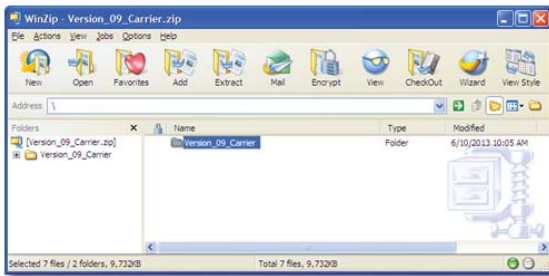 WinZip - Version_09_Carrier.zip
File Actions View Jobs Options Help
New Open Favorites Add Extract Mail Encrypt View CheckOut Wizard View Style
Address \
Folders × Name Type Modified
[Version_09_Carrier.zip] Version_09_Carrier Folder 6/10/2013 10:05 AM
Version_09_Carrier
Selected 7 files / 2 folders, 9,732KB Total 7 files, 9,732KB